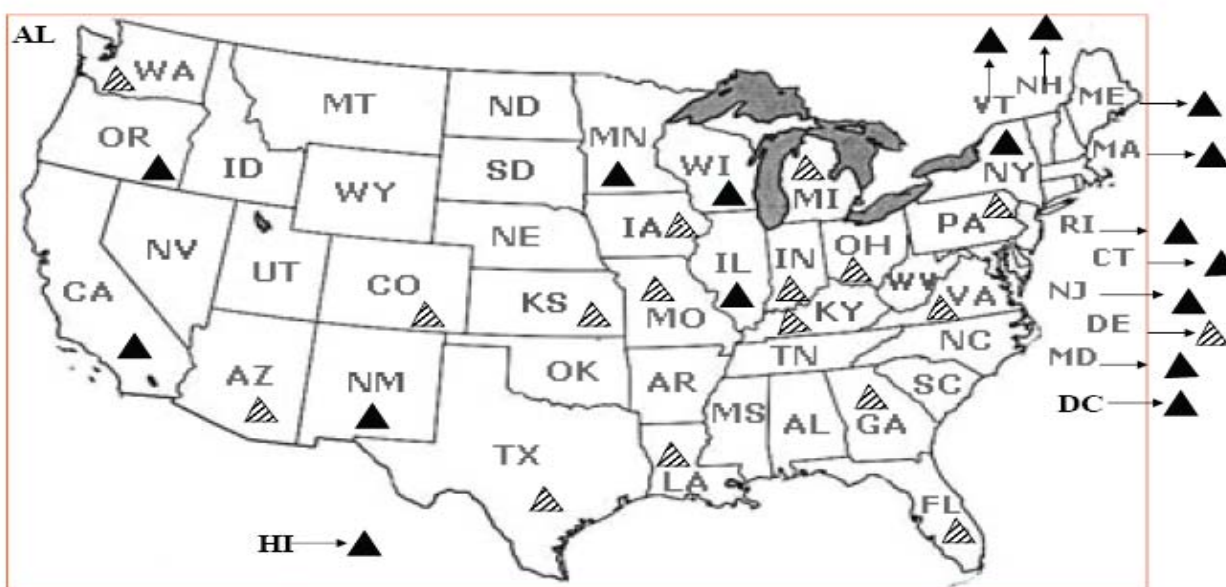 AL
WA
MT
ND
MN
VT
NH
ME
OR
ID
SD
WI
MI
NY
MA
WY
IA
PA
RI
NV
NE
IL
IN
OH
WV
CT
CA
UT
CO
KS
MO
KY
VA
NJ
DE
TN
NC
AZ
NM
OK
AR
SC
MD
MS
AL
GA
DC
TX
LA
FL
HI